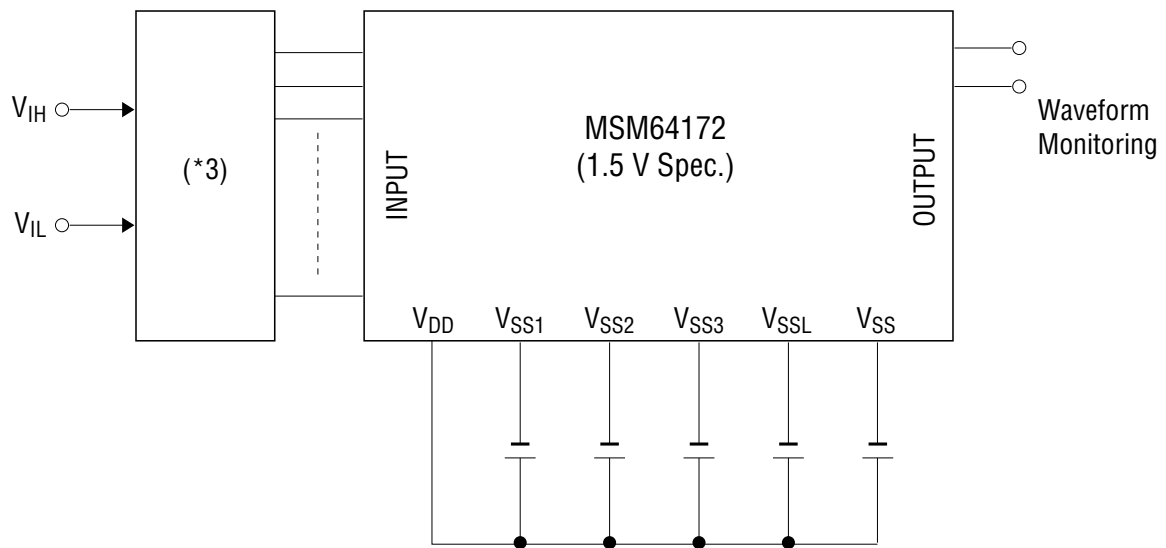 V_IH
V_IL
(*3)
INPUT
MSM64172
(1.5 V Spec.)
OUTPUT
Waveform
Monitoring
V_DD V_SS1 V_SS2 V_SS3 V_SSL V_SS